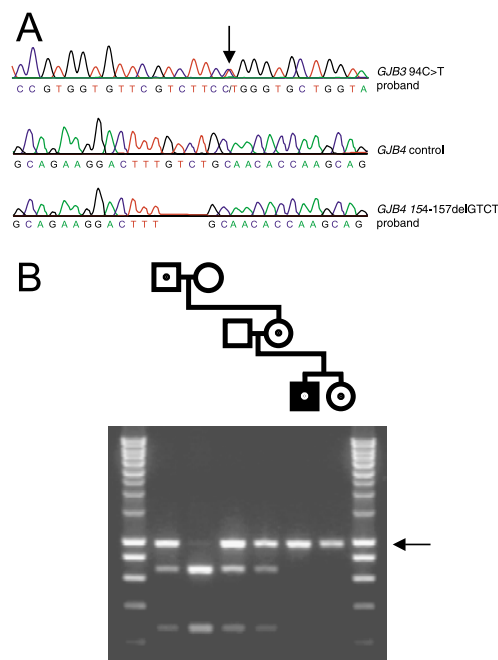 A
GJB3 94C>T
proband
CCGTGGTGTTCGTCTTCC/TGGGTGCTGGTA
GJB4 control
GCAGAAGGACTTTGTCTGCAACACCAAGCAG
GJB4 154-157delGTCT
proband
GCAGAAGGACTTT GCAACACCAAGCAG
B